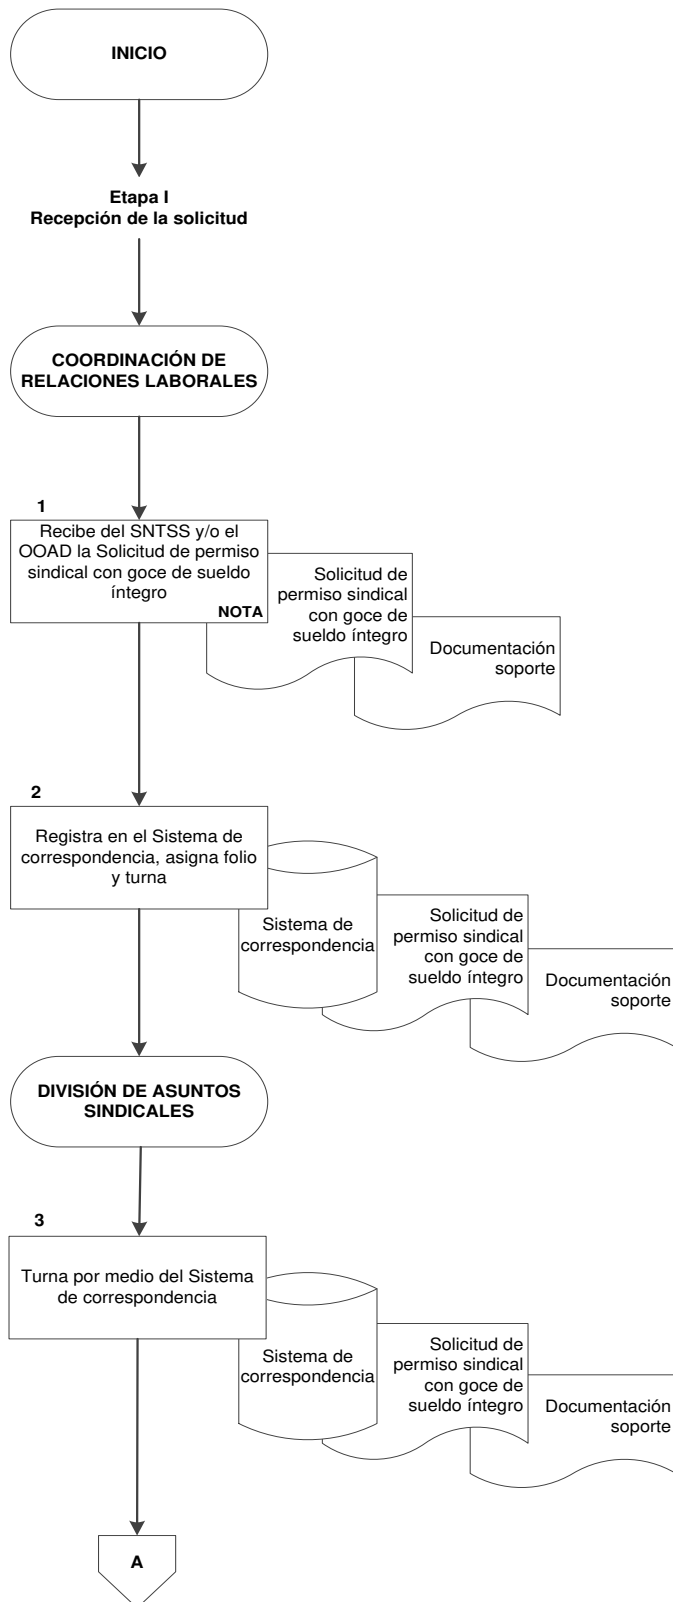 INICIO
Etapa I
Recepción de la solicitud
COORDINACIÓN DE
RELACIONES LABORALES
1
Recibe del SNTSS y/o el
OOAD la Solicitud de permiso
sindical con goce de sueldo
íntegro
NOTA
Solicitud de
permiso sindical
con goce de
sueldo íntegro
Documentación
soporte
2
Registra en el Sistema de
correspondencia, asigna folio
y turna
Sistema de
correspondencia
Solicitud de
permiso sindical
con goce de
sueldo íntegro
Documentación
soporte
DIVISIÓN DE ASUNTOS
SINDICALES
3
Turna por medio del Sistema
de correspondencia
Sistema de
correspondencia
Solicitud de
permiso sindical
con goce de
sueldo íntegro
Documentación
soporte
A